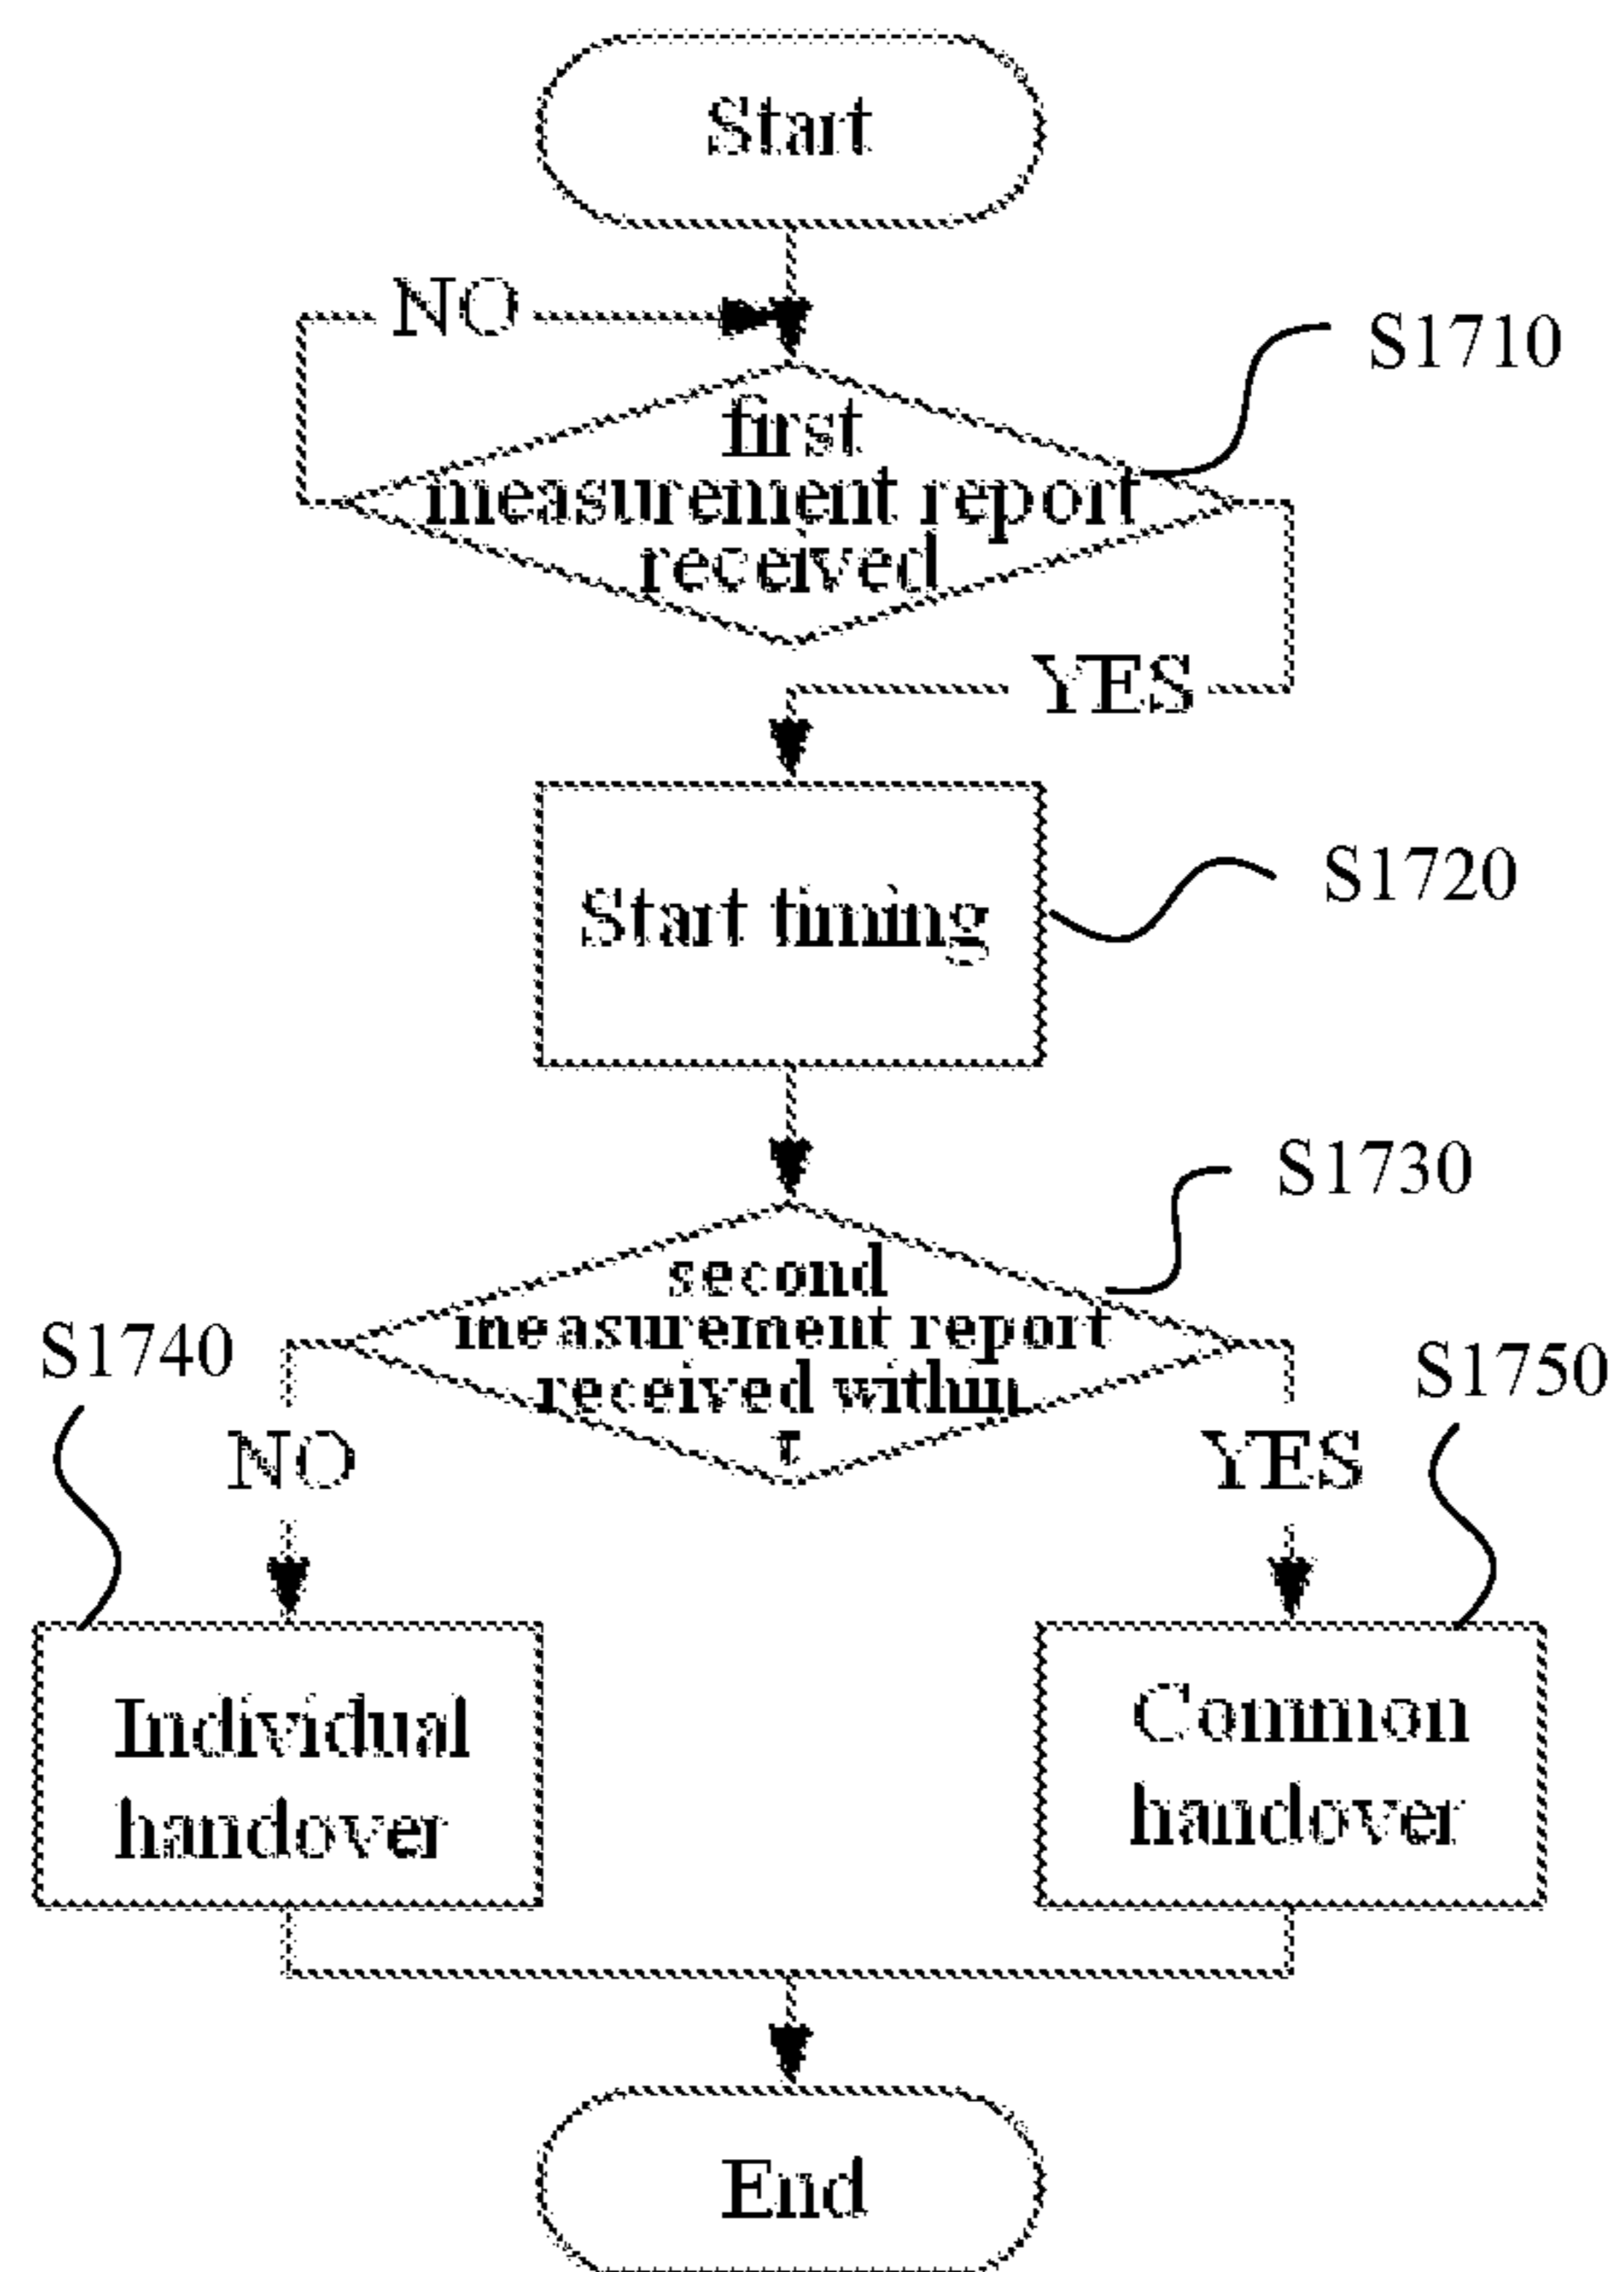 Start
NO
S1710
first
measurement report
received
YES
Start timing
S1720
S1730
second
measurement report
received within
S1740
S1750
NO
YES
Individual
handover
Common
handover
End